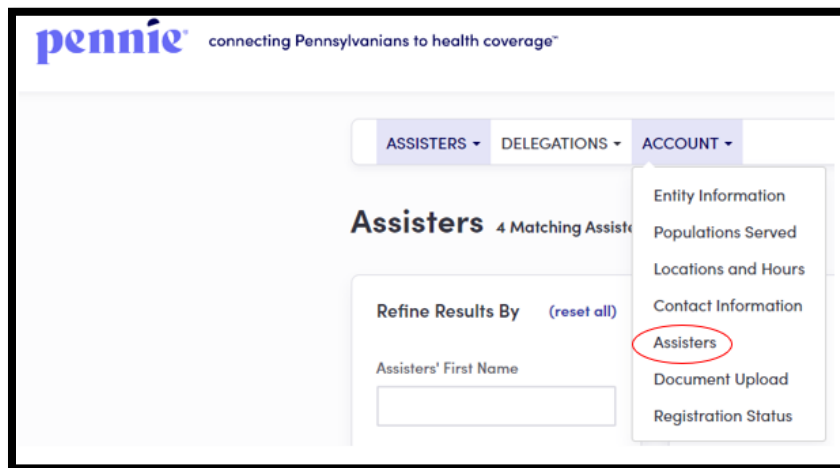 pennie® connecting Pennsylvanians to health coverage™
ASSISTERS DELEGATIONS ACCOUNT
Assisters 4 Matching
Refine Results By (reset all)
Assisters' First Name
Entity Information
Populations Served
Locations and Hours
Contact Information
Assisters
Document Upload
Registration Status